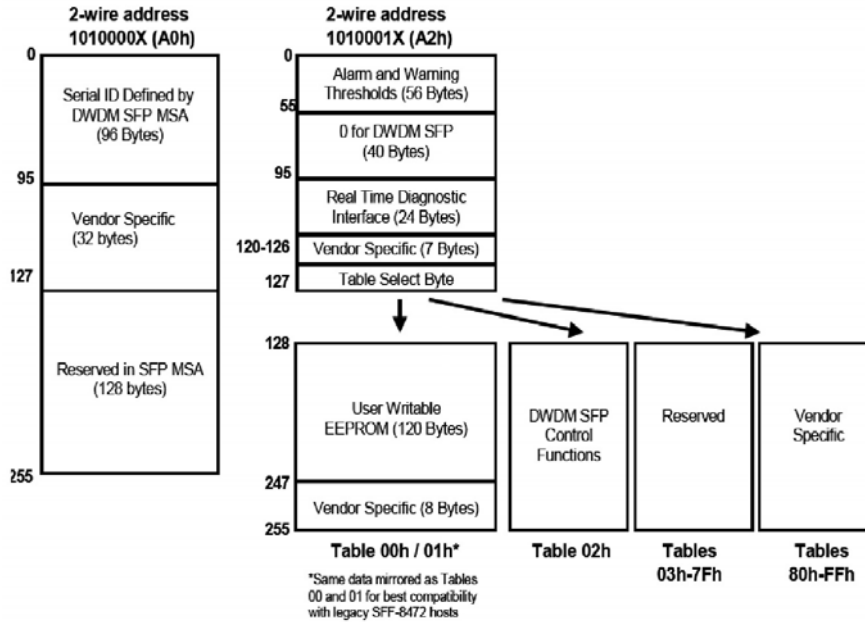 2-wire address
1010000X (A0h)
0
Serial ID Defined by
DWDM SFP MSA
(96 Bytes)
95
Vendor Specific
(32 bytes)
127
Reserved in SFP MSA
(128 bytes)
255
2-wire address
1010001X (A2h)
0
Alarm and Warning
Thresholds (56 Bytes)
55
0 for DWDM SFP
(40 Bytes)
95
Real Time Diagnostic
Interface (24 Bytes)
120-126
Vendor Specific (7 Bytes)
127
Table Select Byte
128
User Writable
EEPROM (120 Bytes)
247
Vendor Specific (8 Bytes)
255
Table 00h / 01h*
*Same data mirrored as Tables
00 and 01 for best compatibility
with legacy SFF-8472 hosts
DWDM SFP
Control
Functions
Table 02h
Reserved
Tables
03h-7Fh
Vendor
Specific
Tables
80h-FFh